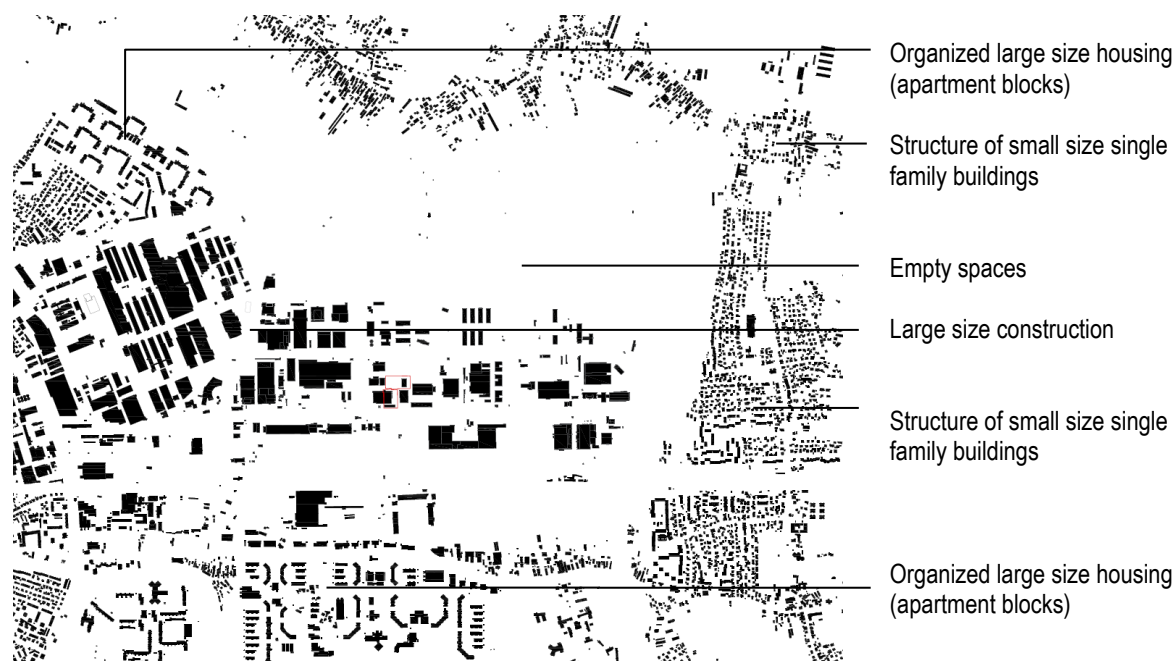 Organized large size housing
(apartment blocks)
Structure of small size single
family buildings
Empty spaces
Large size construction
Structure of small size single
family buildings
Organized large size housing
(apartment blocks)